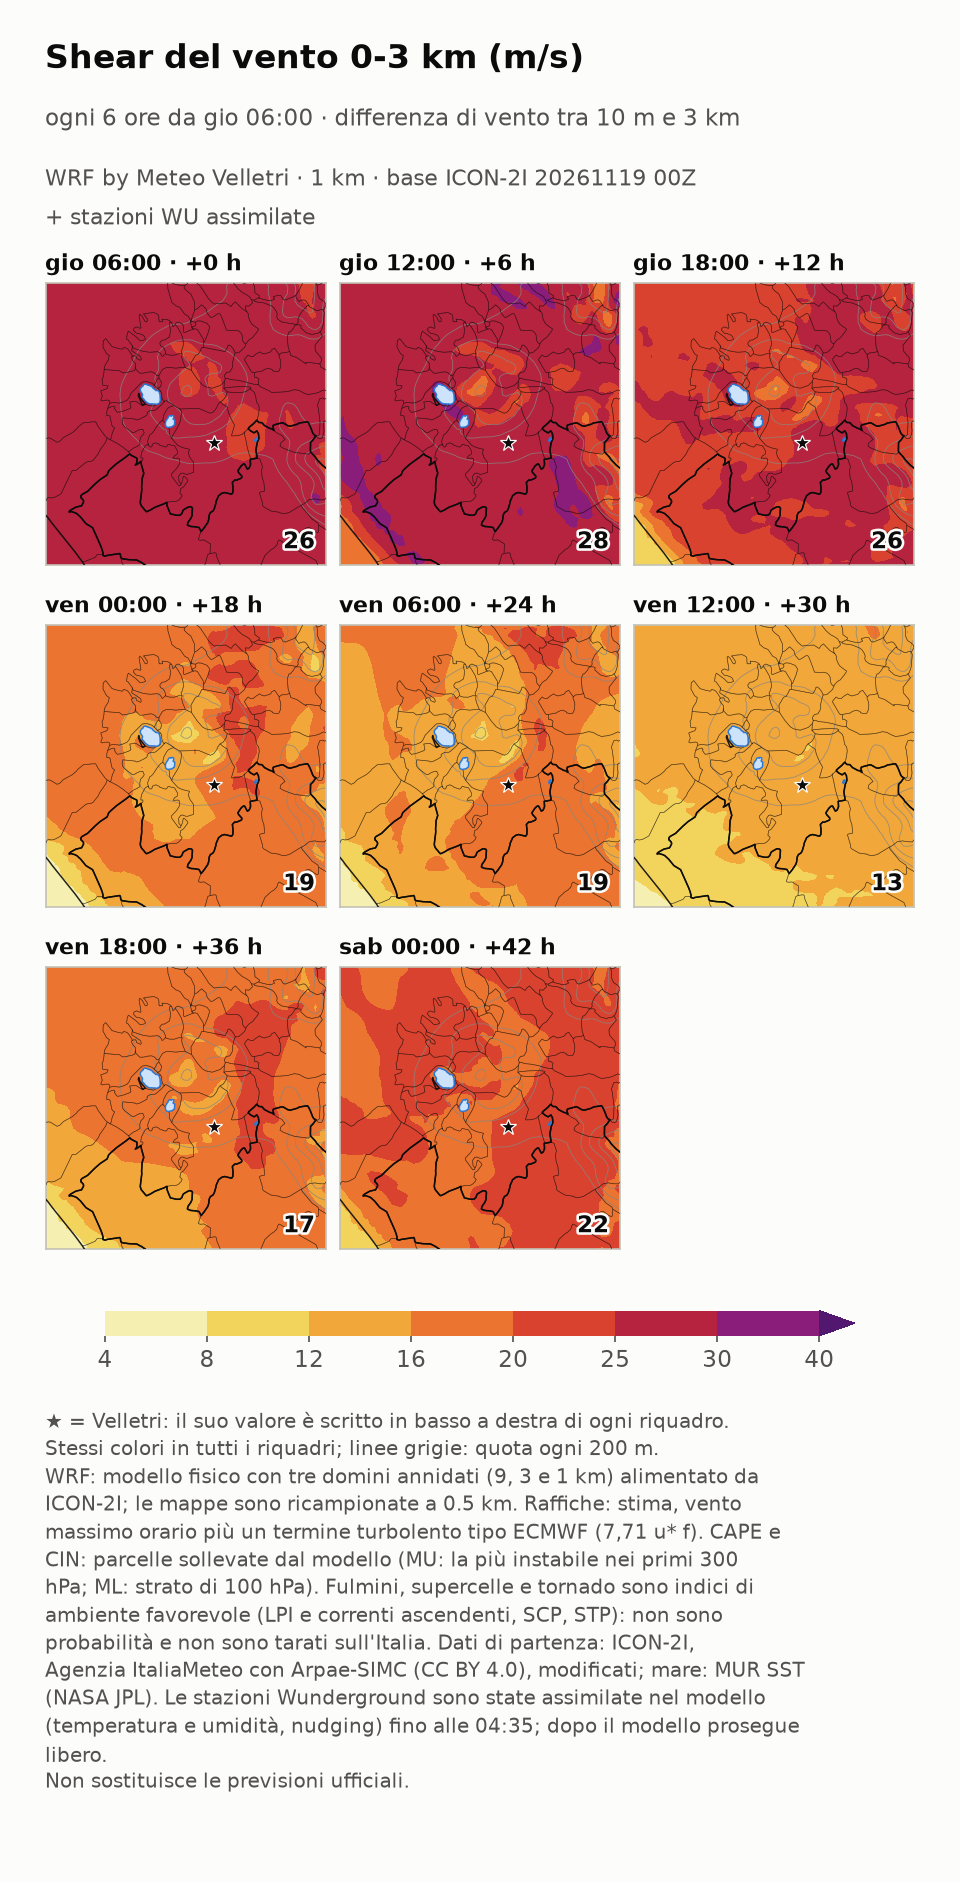 Shear del vento 0-3 km (m/s)
ogni 6 ore da gio 06:00 · differenza di vento tra 10 m e 3 km
WRF by Meteo Velletri · 1 km · base ICON-2I 20261119 00Z
+ stazioni WU assimilate
gio 06:00 · +0 h
gio 12:00 · +6 h
gio 18:00 · +12 h
26
28
26
ven 00:00 · +18 h
ven 06:00 · +24 h
ven 12:00 · +30 h
19
19
13
ven 18:00 · +36 h
sab 00:00 · +42 h
17
22
4 8 12 16 20 25 30 40
★ = Velletri: il suo valore è scritto in basso a destra di ogni riquadro.
Stessi colori in tutti i riquadri; linee grigie: quota ogni 200 m.
WRF: modello fisico con tre domini annidati (9, 3 e 1 km) alimentato da
ICON-2I; le mappe sono ricampionate a 0.5 km. Raffiche: stima, vento
massimo orario più un termine turbolento tipo ECMWF (7,71 u* f). CAPE e
CIN: parcelle sollevate dal modello (MU: la più instabile nei primi 300
hPa; ML: strato di 100 hPa). Fulmini, supercelle e tornado sono indici di
ambiente favorevole (LPI e correnti ascendenti, SCP, STP): non sono
probabilità e non sono tarati sull'Italia. Dati di partenza: ICON-2I,
Agenzia ItaliaMeteo con Arpae-SIMC (CC BY 4.0), modificati; mare: MUR SST
(NASA JPL). Le stazioni Wunderground sono state assimilate nel modello
(temperatura e umidità, nudging) fino alle 04:35; dopo il modello prosegue
libero.
Non sostituisce le previsioni ufficiali.